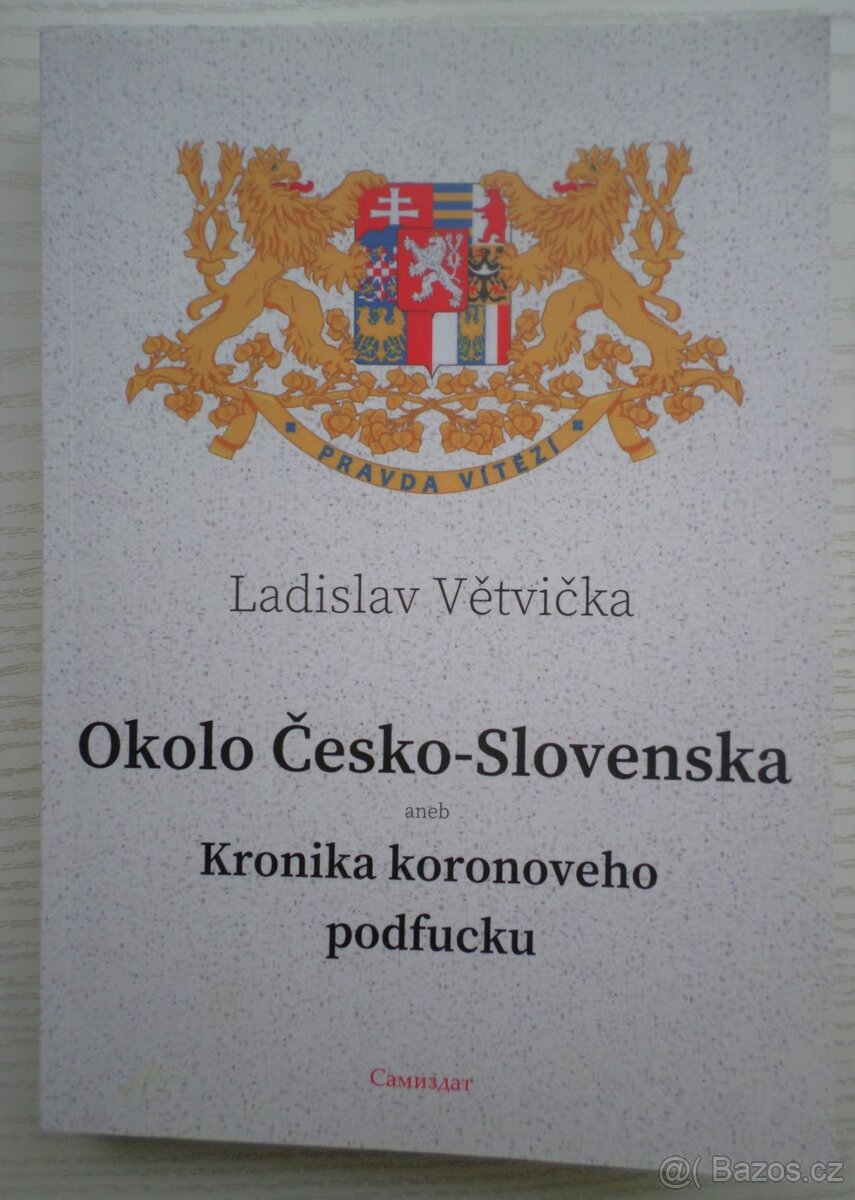 PRAVDA VÍTĚZÍ
Ladislav Větvička
Okolo Česko-Slovenska
aneb
Kronika koronoveho
podfucku
Самиздат
@( Bazos.cz